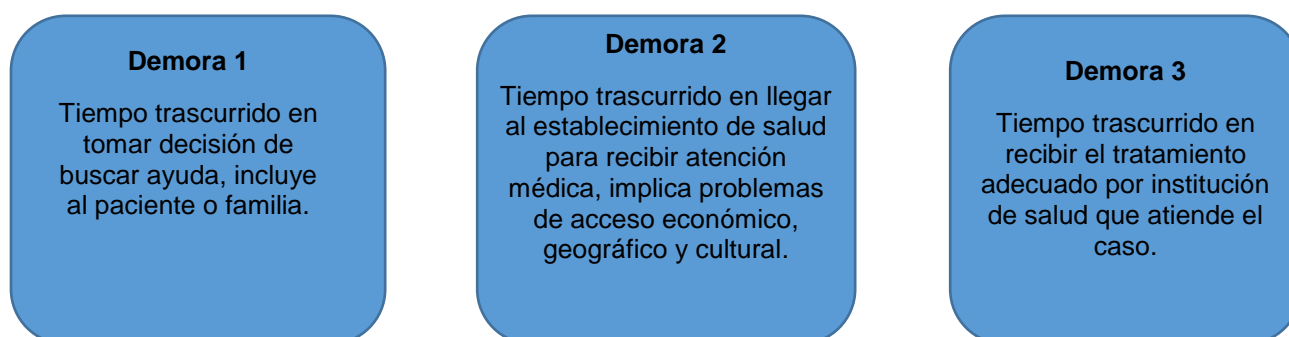 Demora 1
Tiempo trascurrido en
tomar decisión de
buscar ayuda, incluye
al paciente o familia.
Demora 2
Tiempo trascurrido en llegar
al establecimiento de salud
para recibir atención
médica, implica problemas
de acceso económico,
geográfico y cultural.
Demora 3
Tiempo trascurrido en
recibir el tratamiento
adecuado por institución
de salud que atiende el
caso.